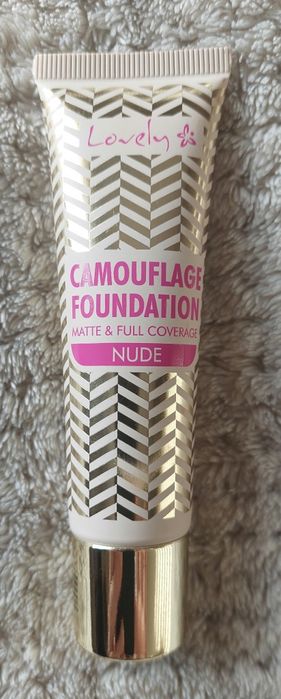 Lovely
CAMOUFLAGE
FOUNDATION
MATTE & FULL COVERAGE
NUDE